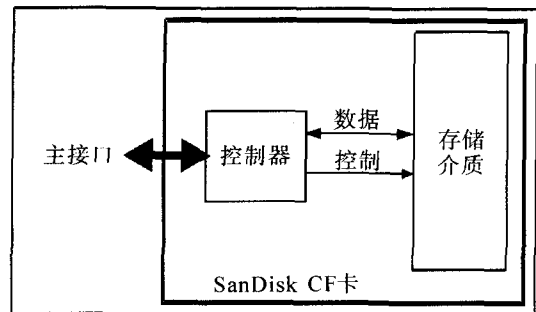 数据
主接口
控制器
控制
存储
介质
SanDisk CF卡